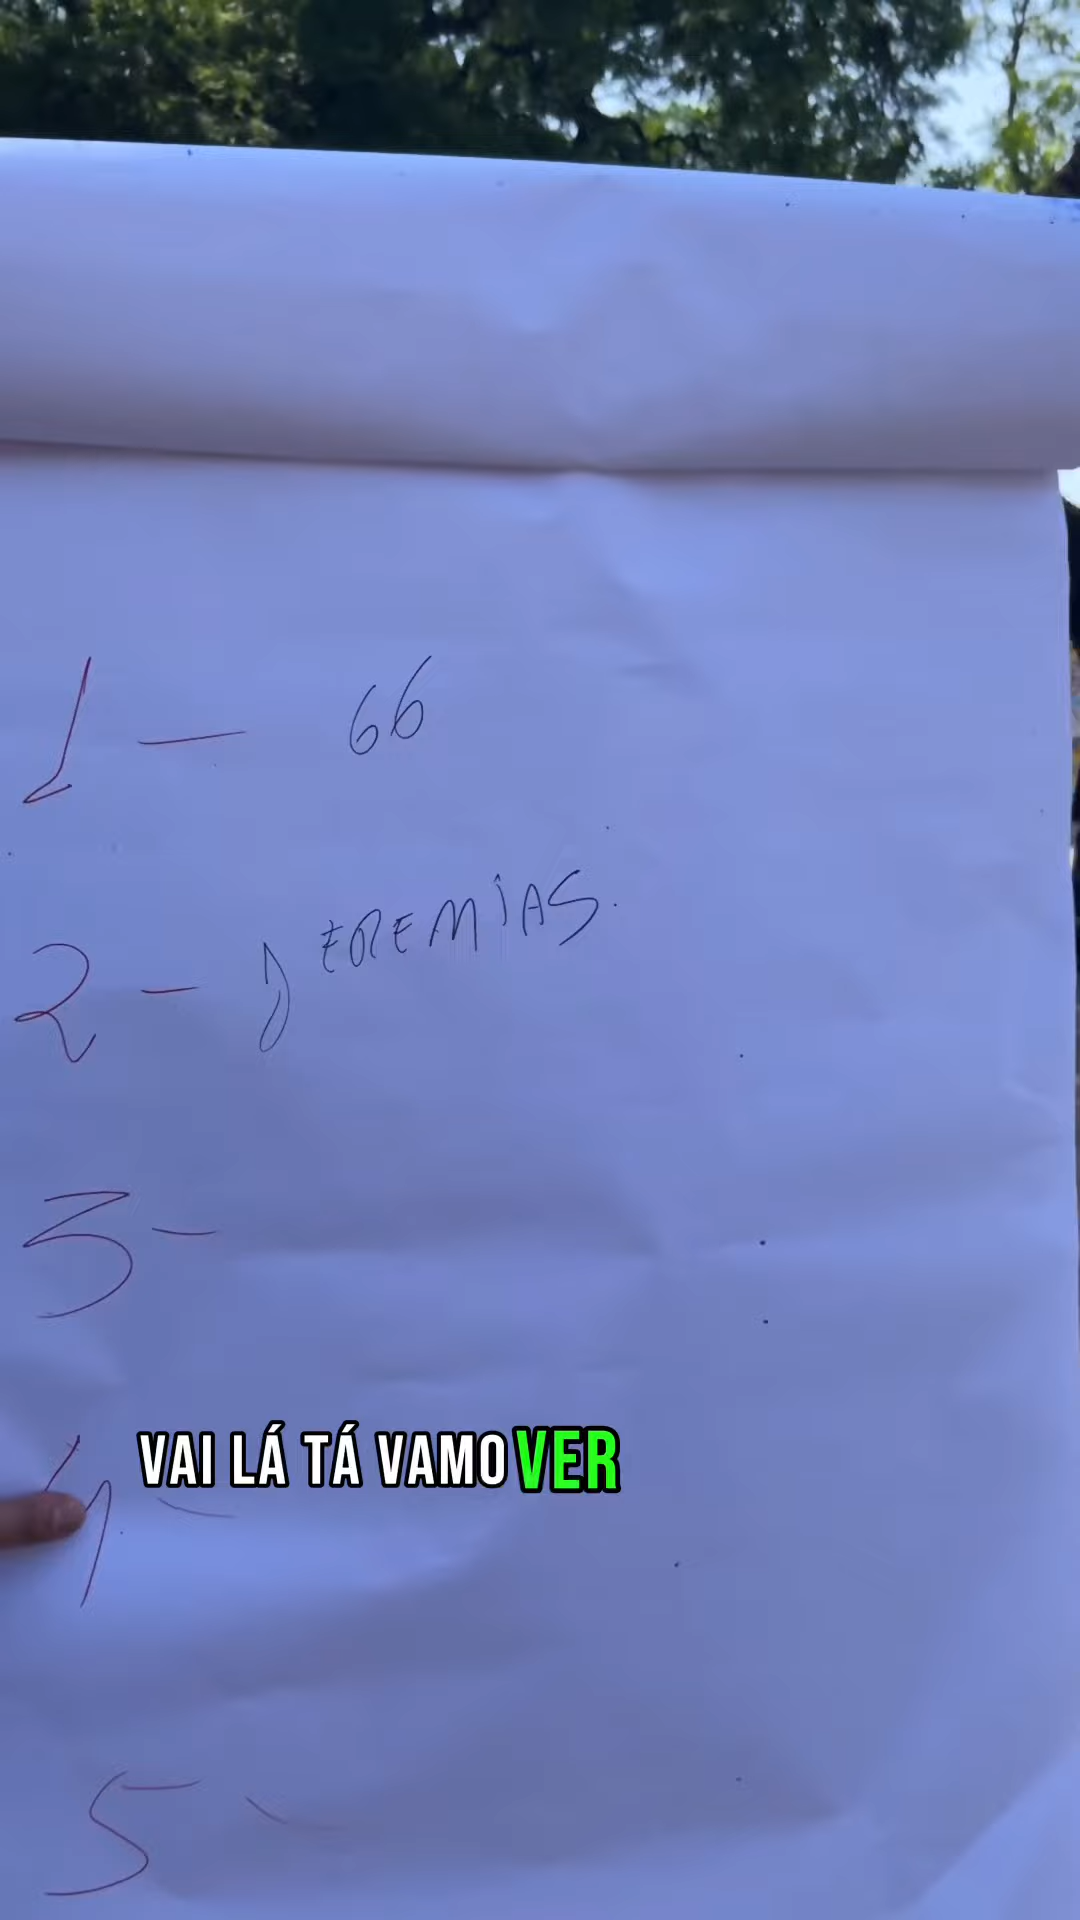 1 - 66
2 - JEREMIAS.
3 -
4 -
VAI LÁ TÁ VAMO VER
5 -